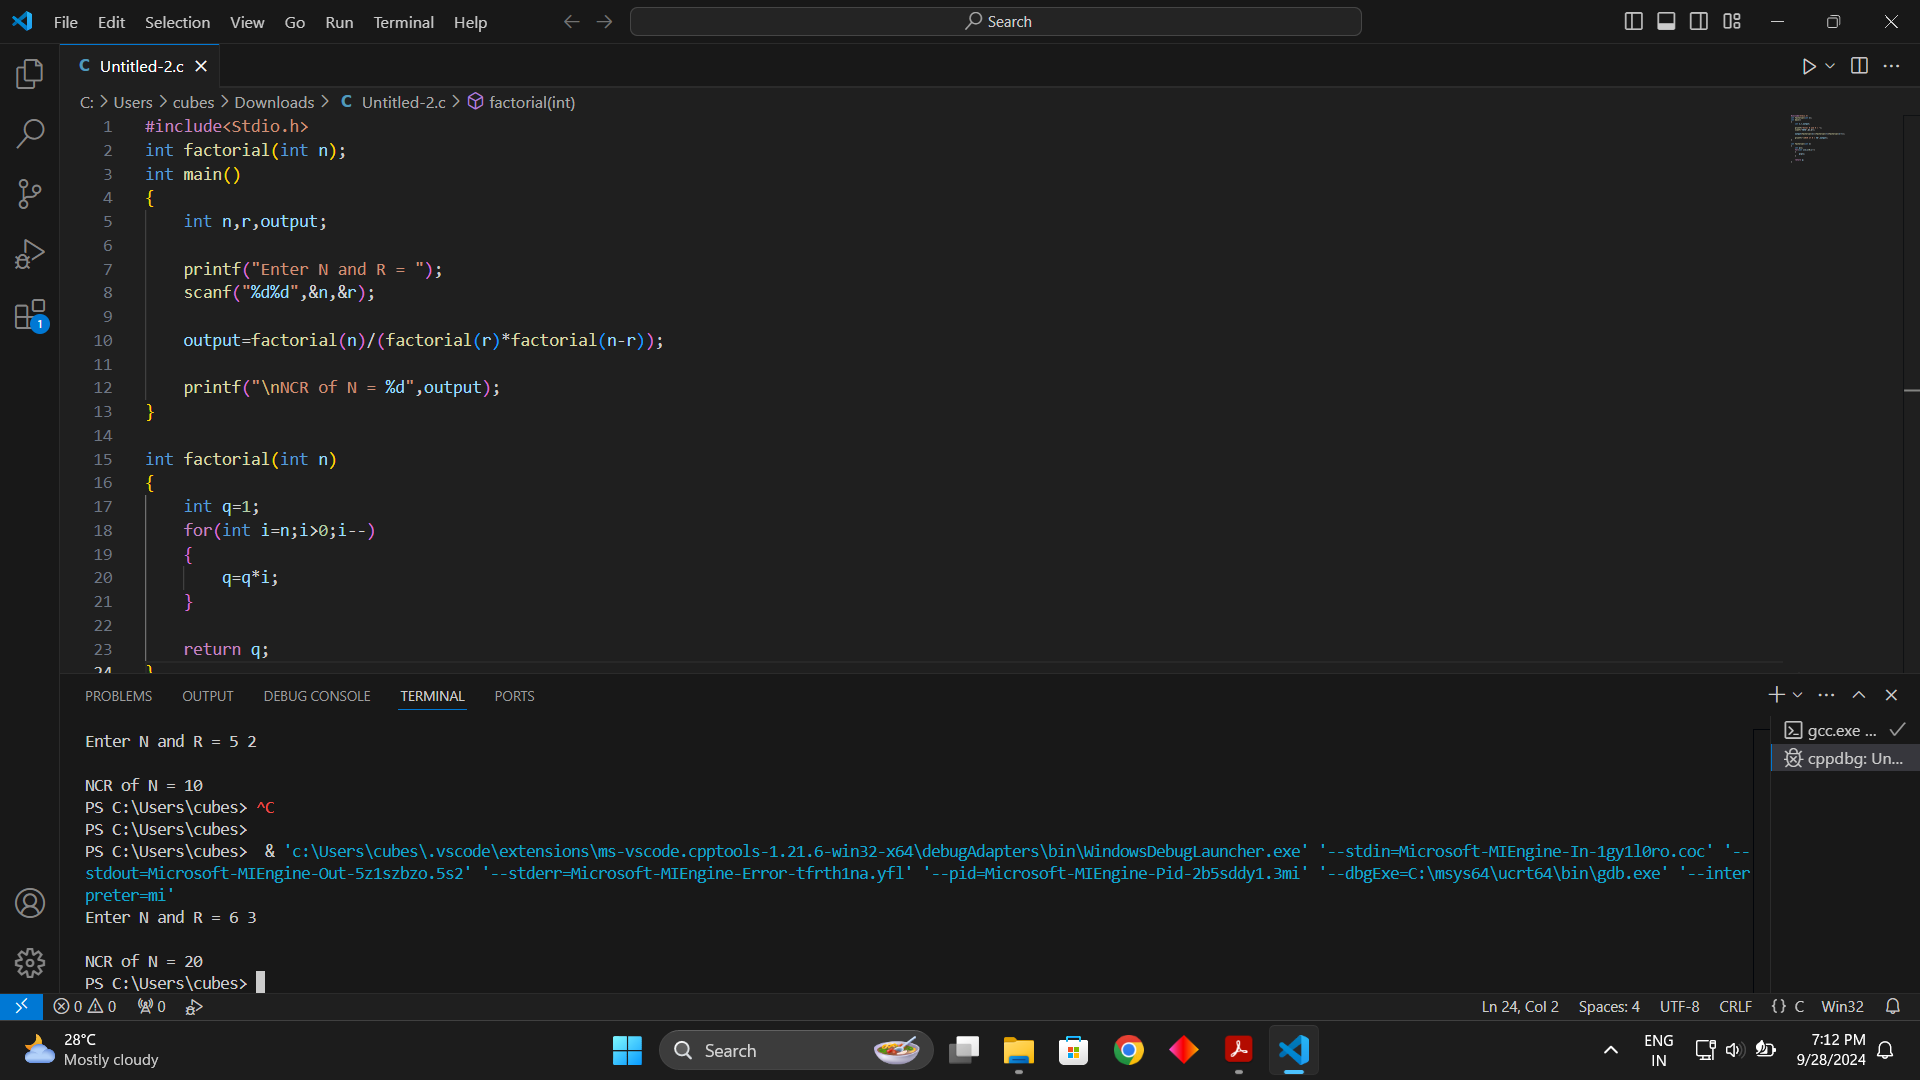 File Edit Selection View Go Run Terminal Help
Search
C Untitled-2.c
C: > Users > cubes > Downloads > C Untitled-2.c > factorial(int)
1 #include<Stdio.h>
2 int factorial(int n);
3 int main()
4 {
5 int n,r,output;
6
7 printf("Enter N and R = ");
8 scanf("%d%d",&n,&r);
9
10 output=factorial(n)/(factorial(r)*factorial(n-r));
11
12 printf("\nNCR of N = %d",output);
13 }
14
15 int factorial(int n)
16 {
17 int q=1;
18 for(int i=n;i>0;i--)
19 {
20 q=q*i;
21 }
22
23 return q;
24 }
PROBLEMS OUTPUT DEBUG CONSOLE TERMINAL PORTS
Enter N and R = 5 2
NCR of N = 10
PS C:\Users\cubes> ^C
PS C:\Users\cubes>
PS C:\Users\cubes> & 'c:\Users\cubes\.vscode\extensions\ms-vscode.cpptools-1.21.6-win32-x64\debugAdapters\bin\WindowsDebugLauncher.exe' '--stdin=Microsoft-MIEngine-In-1gy1l0ro.coc' '--
stdout=Microsoft-MIEngine-Out-5z1szbzo.5s2' '--stderr=Microsoft-MIEngine-Error-tfrth1na.yfl' '--pid=Microsoft-MIEngine-Pid-2b5sddy1.3mi' '--dbgExe=C:\msys64\ucrt64\bin\gdb.exe' '--inter
preter=mi'
Enter N and R = 6 3
NCR of N = 20
PS C:\Users\cubes>
gcc.exe ...
cppdbg: Un...
1
0 0 0
Ln 24, Col 2 Spaces: 4 UTF-8 CRLF {} C Win32
28°C
Mostly cloudy
Search
ENG
IN
7:12 PM
9/28/2024